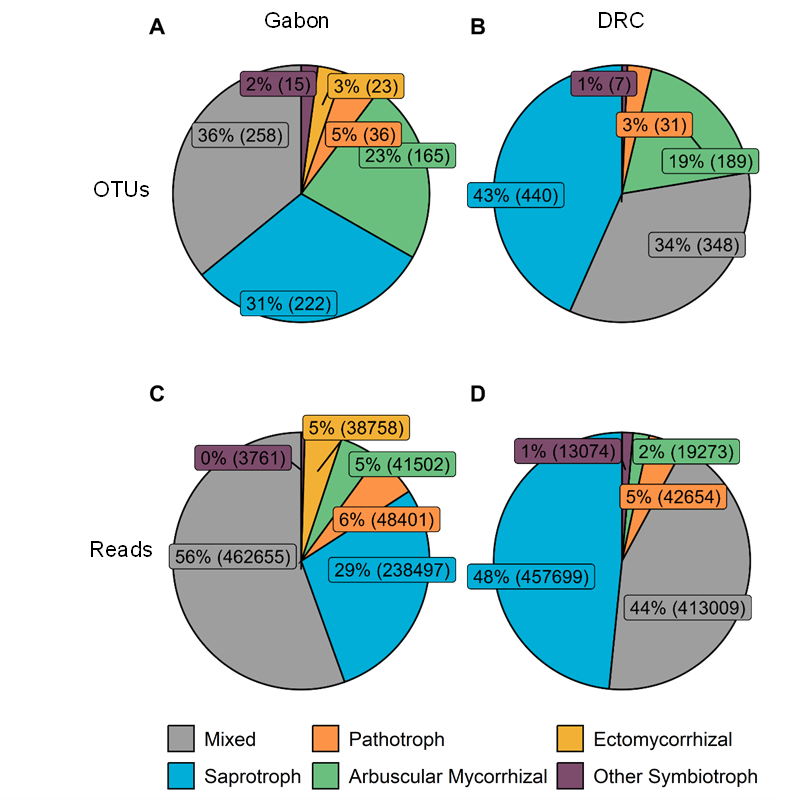 Gabon
DRC
A
B
2% (15)
3% (23)
36% (258)
5% (36)
23% (165)
31% (222)
OTUs
1% (7)
3% (31)
19% (189)
43% (440)
34% (348)
C
D
5% (38758)
0% (3761)
5% (41502)
6% (48401)
56% (462655)
29% (238497)
Reads
1% (13074)
2% (19273)
5% (42654)
48% (457699)
44% (413009)
Mixed
Pathotroph
Ectomycorrhizal
Saprotroph
Arbuscular Mycorrhizal
Other Symbiotroph